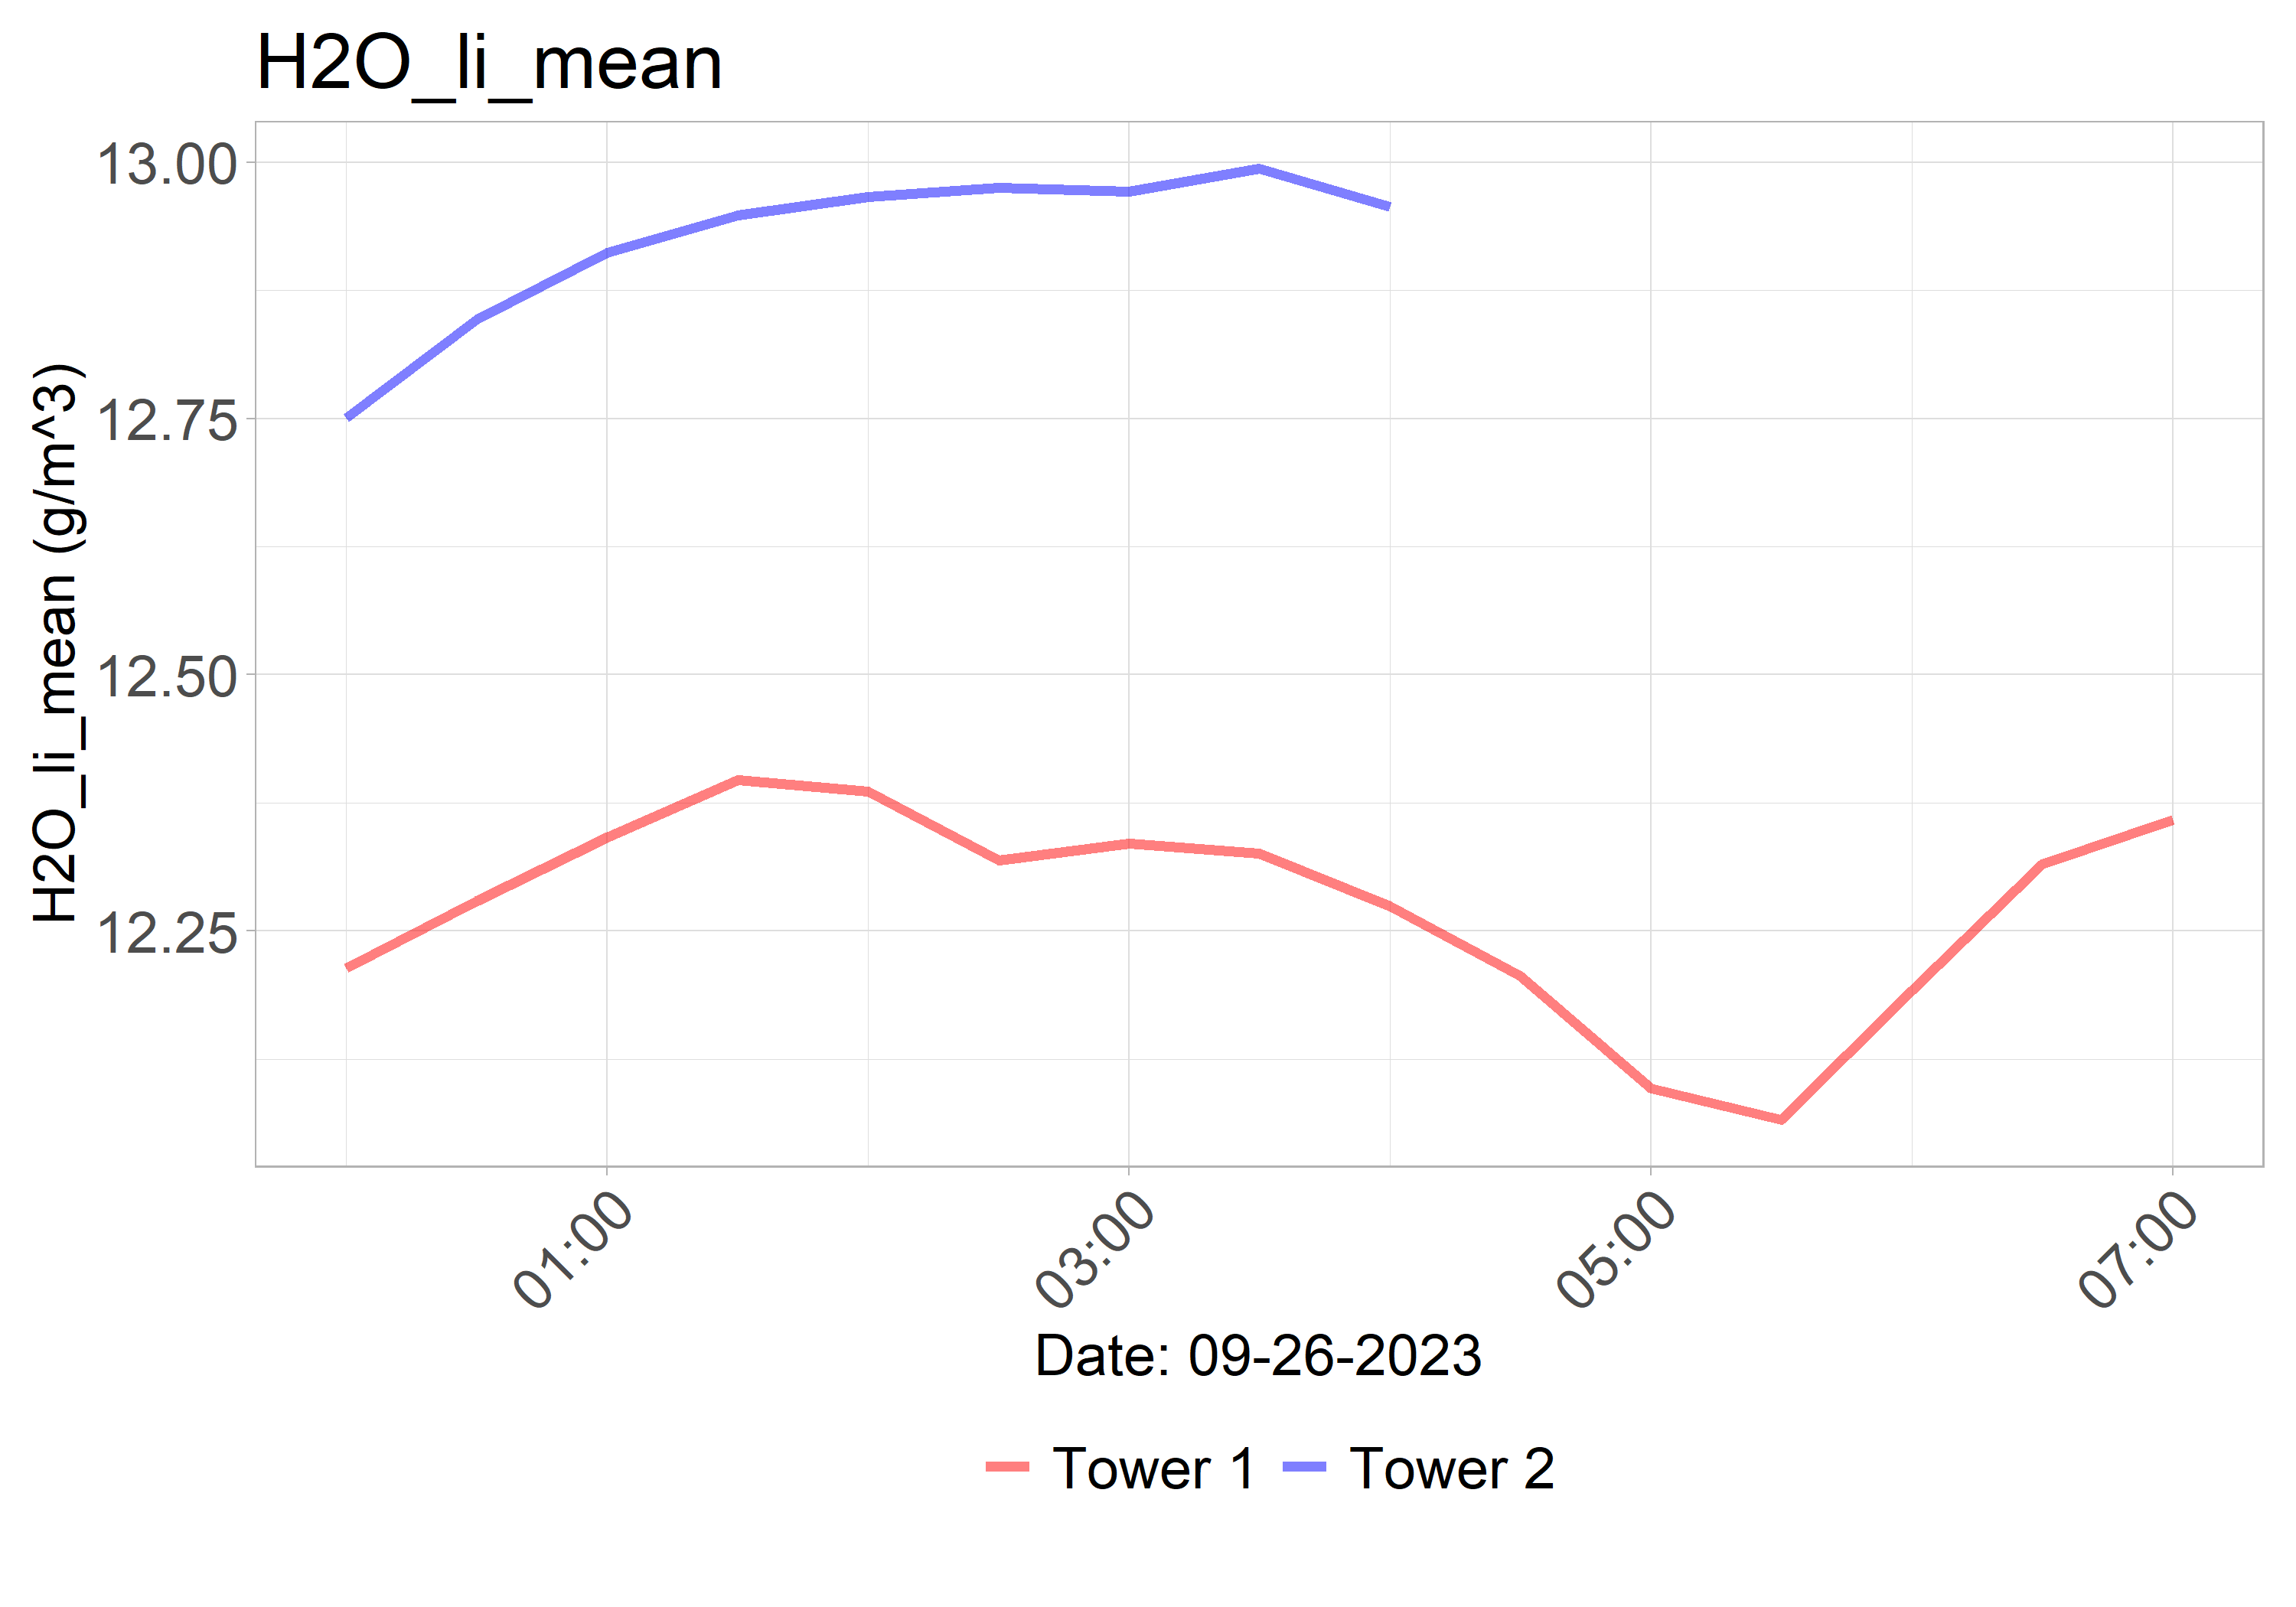 H2O_li_mean
H2O_li_mean (g/m^3)
13.00
12.75
12.50
12.25
01:00
03:00
05:00
07:00
Date: 09-26-2023
Tower 1
Tower 2